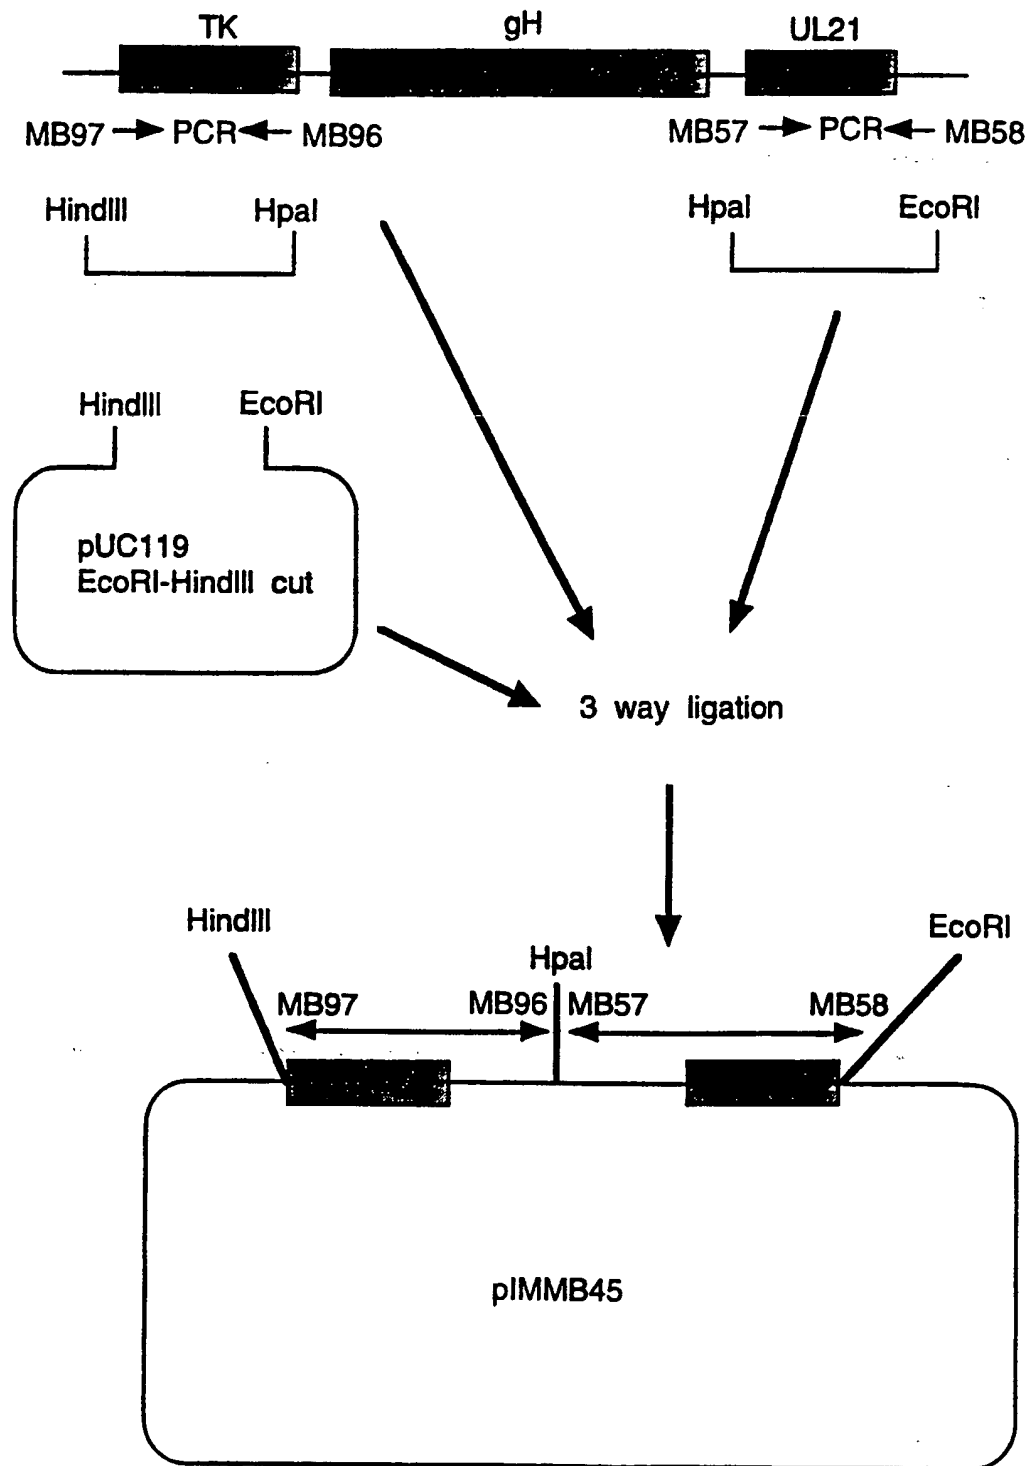 TK gH UL21
MB97 PCR MB96 MB57 PCR MB58
HindIII HpaI HpaI EcoRI
HindIII EcoRI
pUC119
EcoRI-HindIII cut
3 way ligation
HindIII EcoRI
HpaI
MB97 MB96 MB57 MB58
pIMMB45